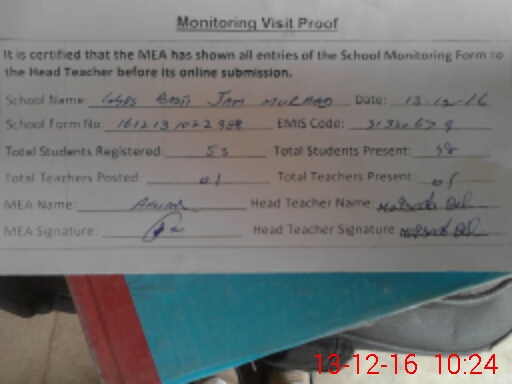 Monitoring Visit Proof
It is certified that the MEA has shown all entries of the School Monitoring Form to
the Head Teacher before its online submission.
School Name JAM MURAD Date: 13-12-16
School Form No: EMIS Code:
Total Students Registered: 53 Total Students Present: 38
Total Teachers Posted 01 Total Teachers Present: 01
MEA Name: Head Teacher Name:
MEA Signature: Head Teacher Signature
13-12-16 10:24